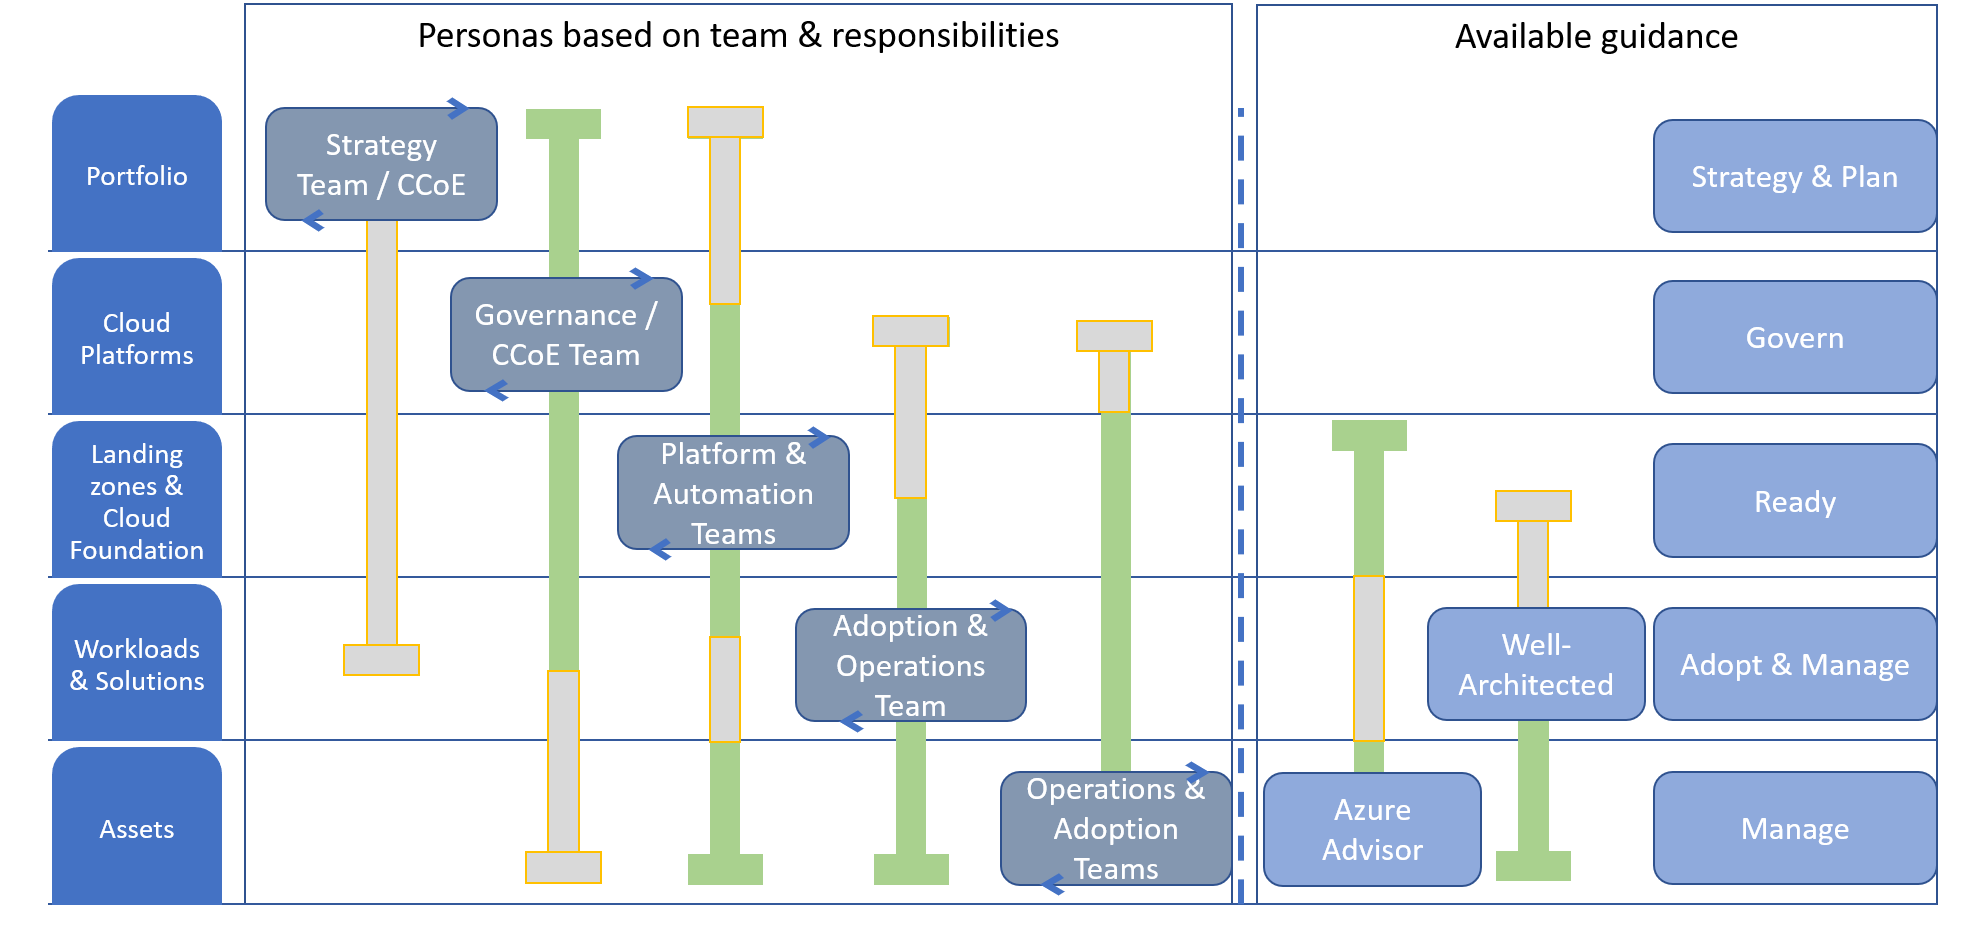 Personas based on team & responsibilities
Available guidance
Portfolio
Strategy
Team / CCoE
Strategy & Plan
Cloud
Platforms
Governance /
CCoE Team
Govern
Landing
zones &
Cloud
Foundation
Platform &
Automation
Teams
Ready
Workloads
& Solutions
Adoption &
Operations
Team
Well-
Architected
Adopt & Manage
Assets
Operations &
Adoption
Teams
Azure
Advisor
Manage